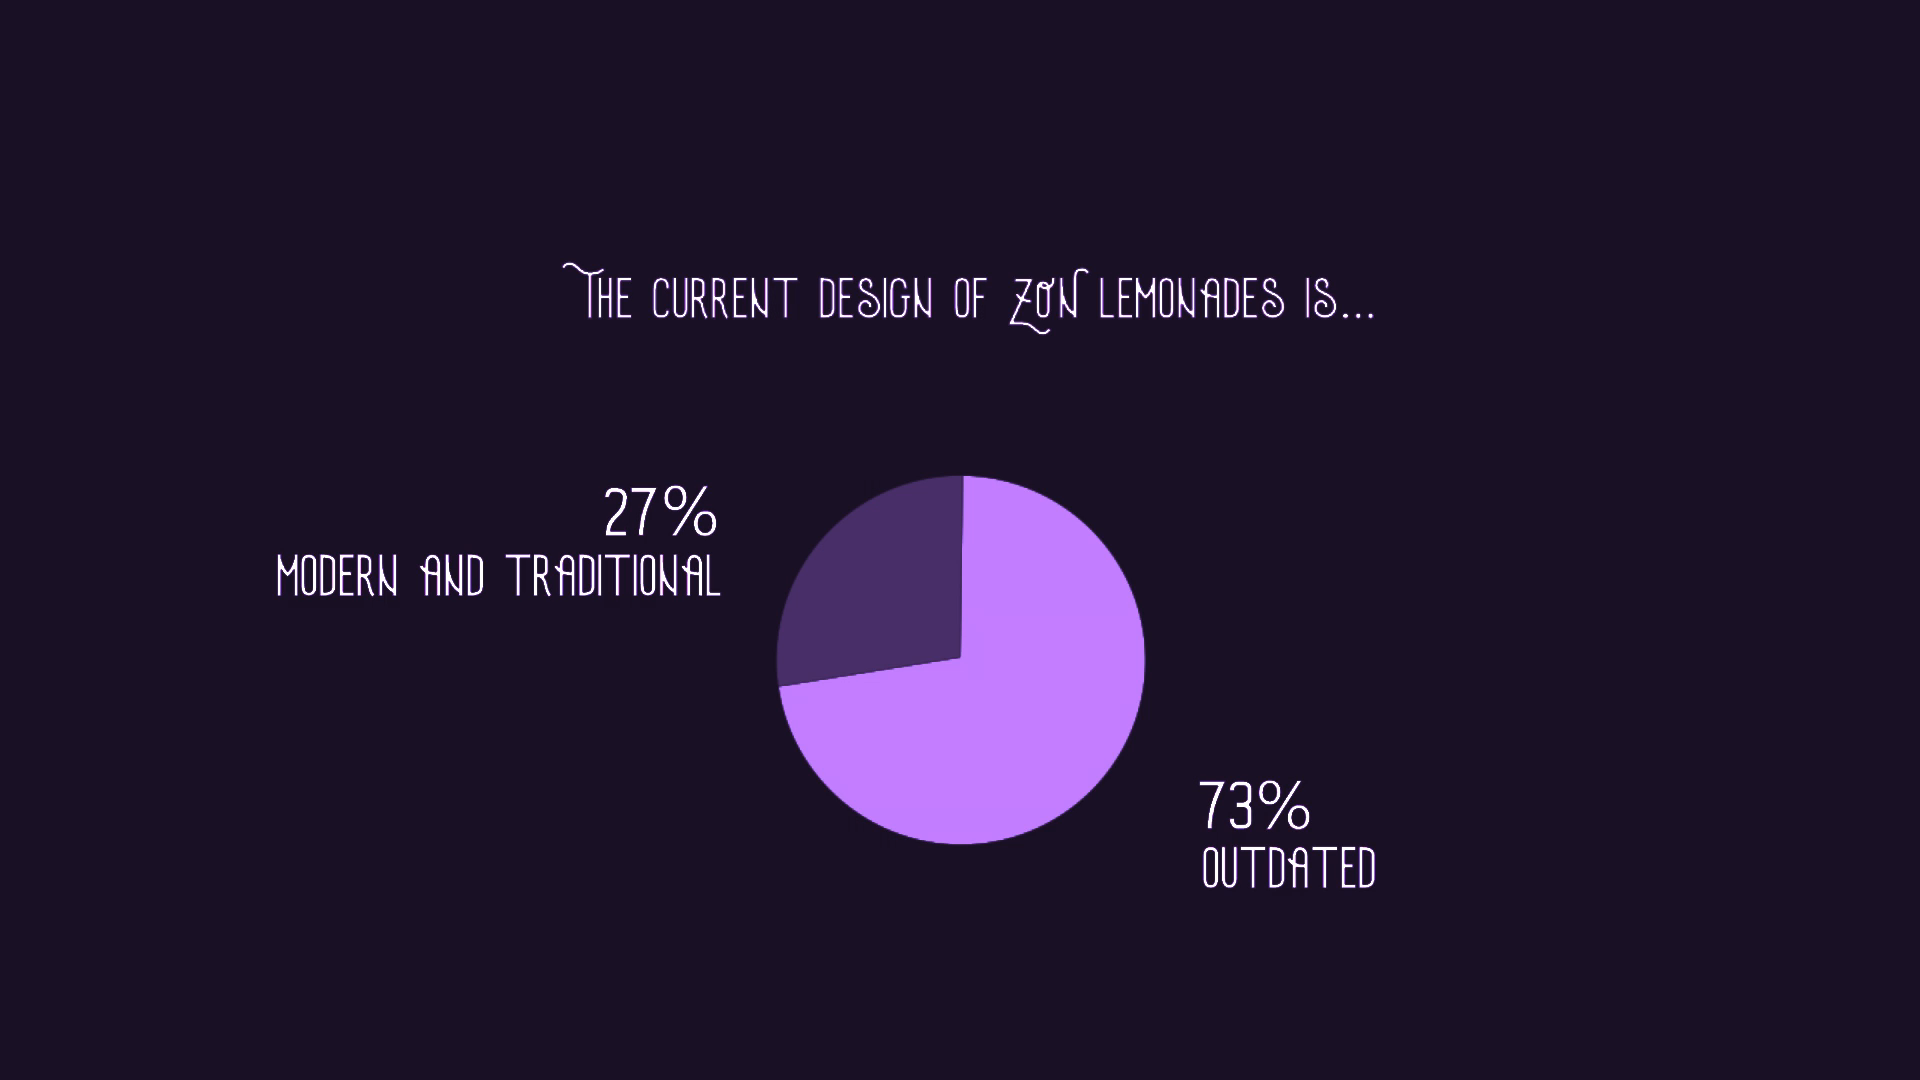 The current design of ZON lemonades is...
27%
modern and traditional
73%
outdated